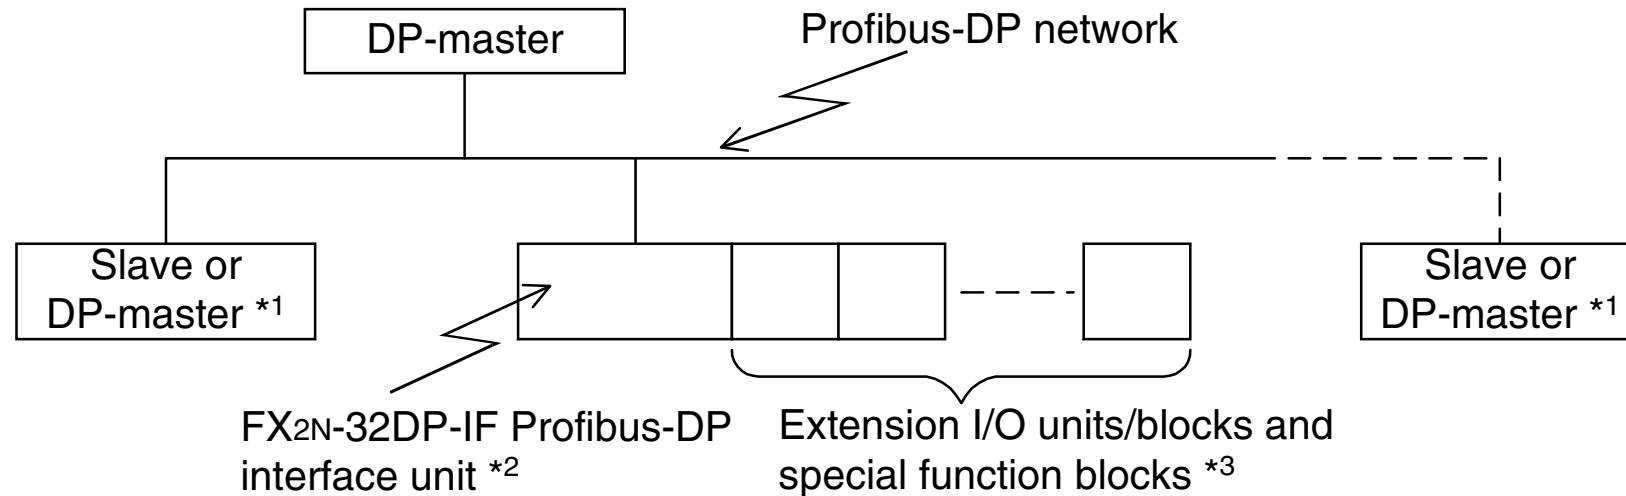 DP-master
Profibus-DP network
Slave or
DP-master *1
Slave or
DP-master *1
FX2N-32DP-IF Profibus-DP
interface unit *2
Extension I/O units/blocks and
special function blocks *3